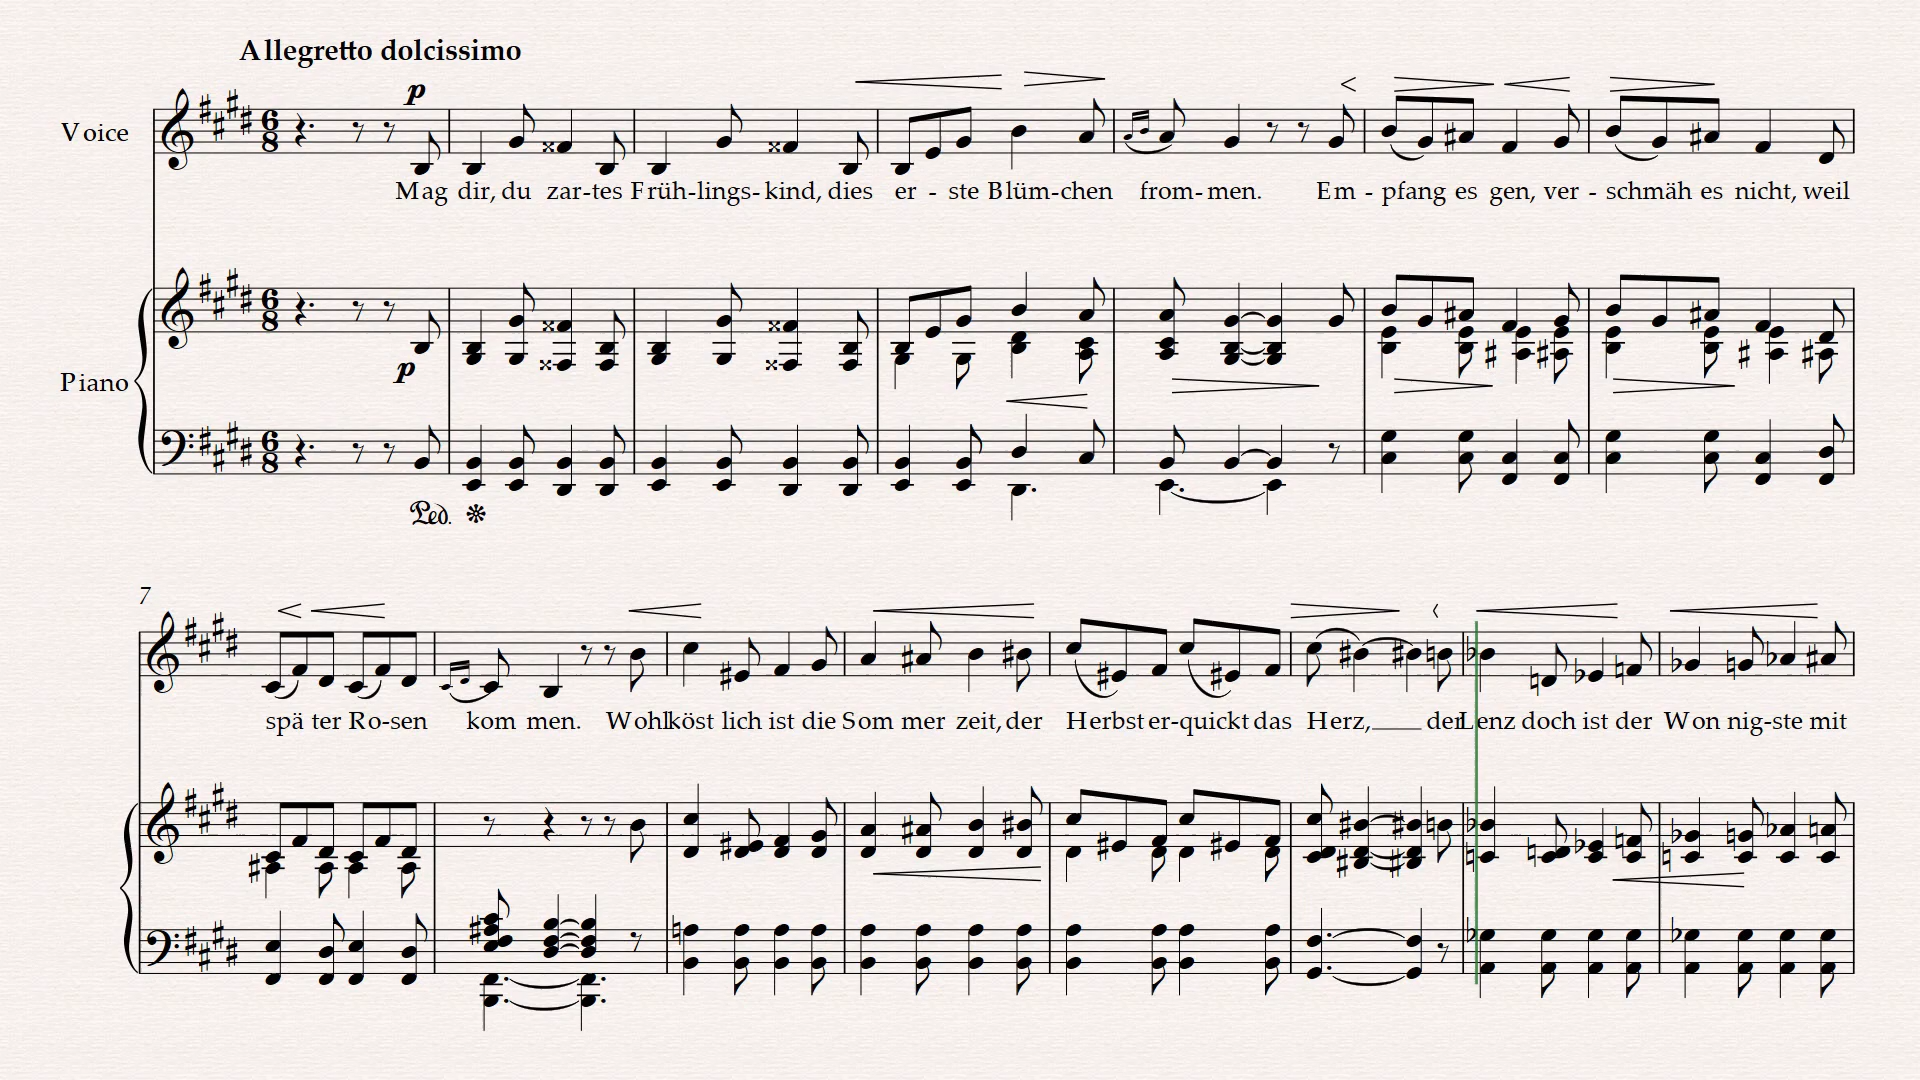 Allegretto dolcissimo
p
Voice
Mag dir, du zar-tes Früh-lings-kind, dies er - ste Blüm-chen from-men. Em - pfang es gen, ver - schmäh es nicht, weil
Piano
p
Ped.
7
spä ter Ro-sen kom men. Wohl köst lich ist die Som mer zeit, der Herbst er-quickt das Herz, der Lenz doch ist der Won nig-ste mit